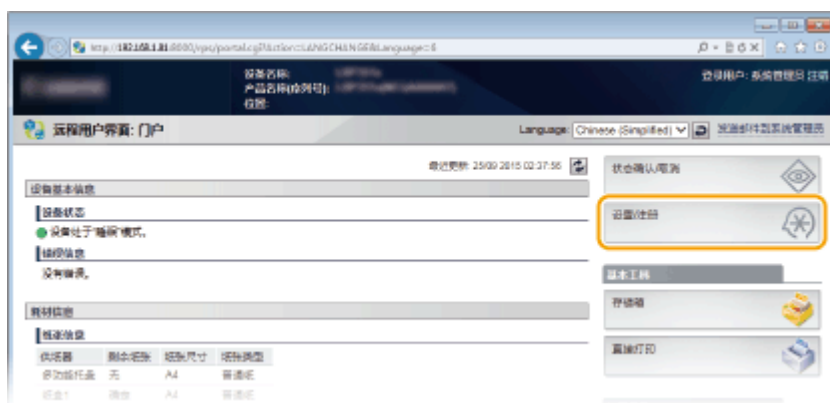 http://192.168.1.81:8000/rps/portal.cgi?Action=LANGCHANGE&Language=6
设备名称:
产品名称(序列号):
位置:
登录用户: 系统管理员 注销
远程用户界面: 门户
Language: Chinese (Simplified)
发送邮件到系统管理员
最近更新: 25/09 2015 02:37:56
设备基本信息
设备状态
设备处于"睡眠"模式。
错误信息
没有错误。
耗材信息
纸张信息
供纸器 剩余纸张 纸张尺寸 纸张类型
多功能托盘 无 A4 普通纸
纸盒1 A4 普通纸
状态确认/取消
设置/注册
基本工具
存储箱
直接打印